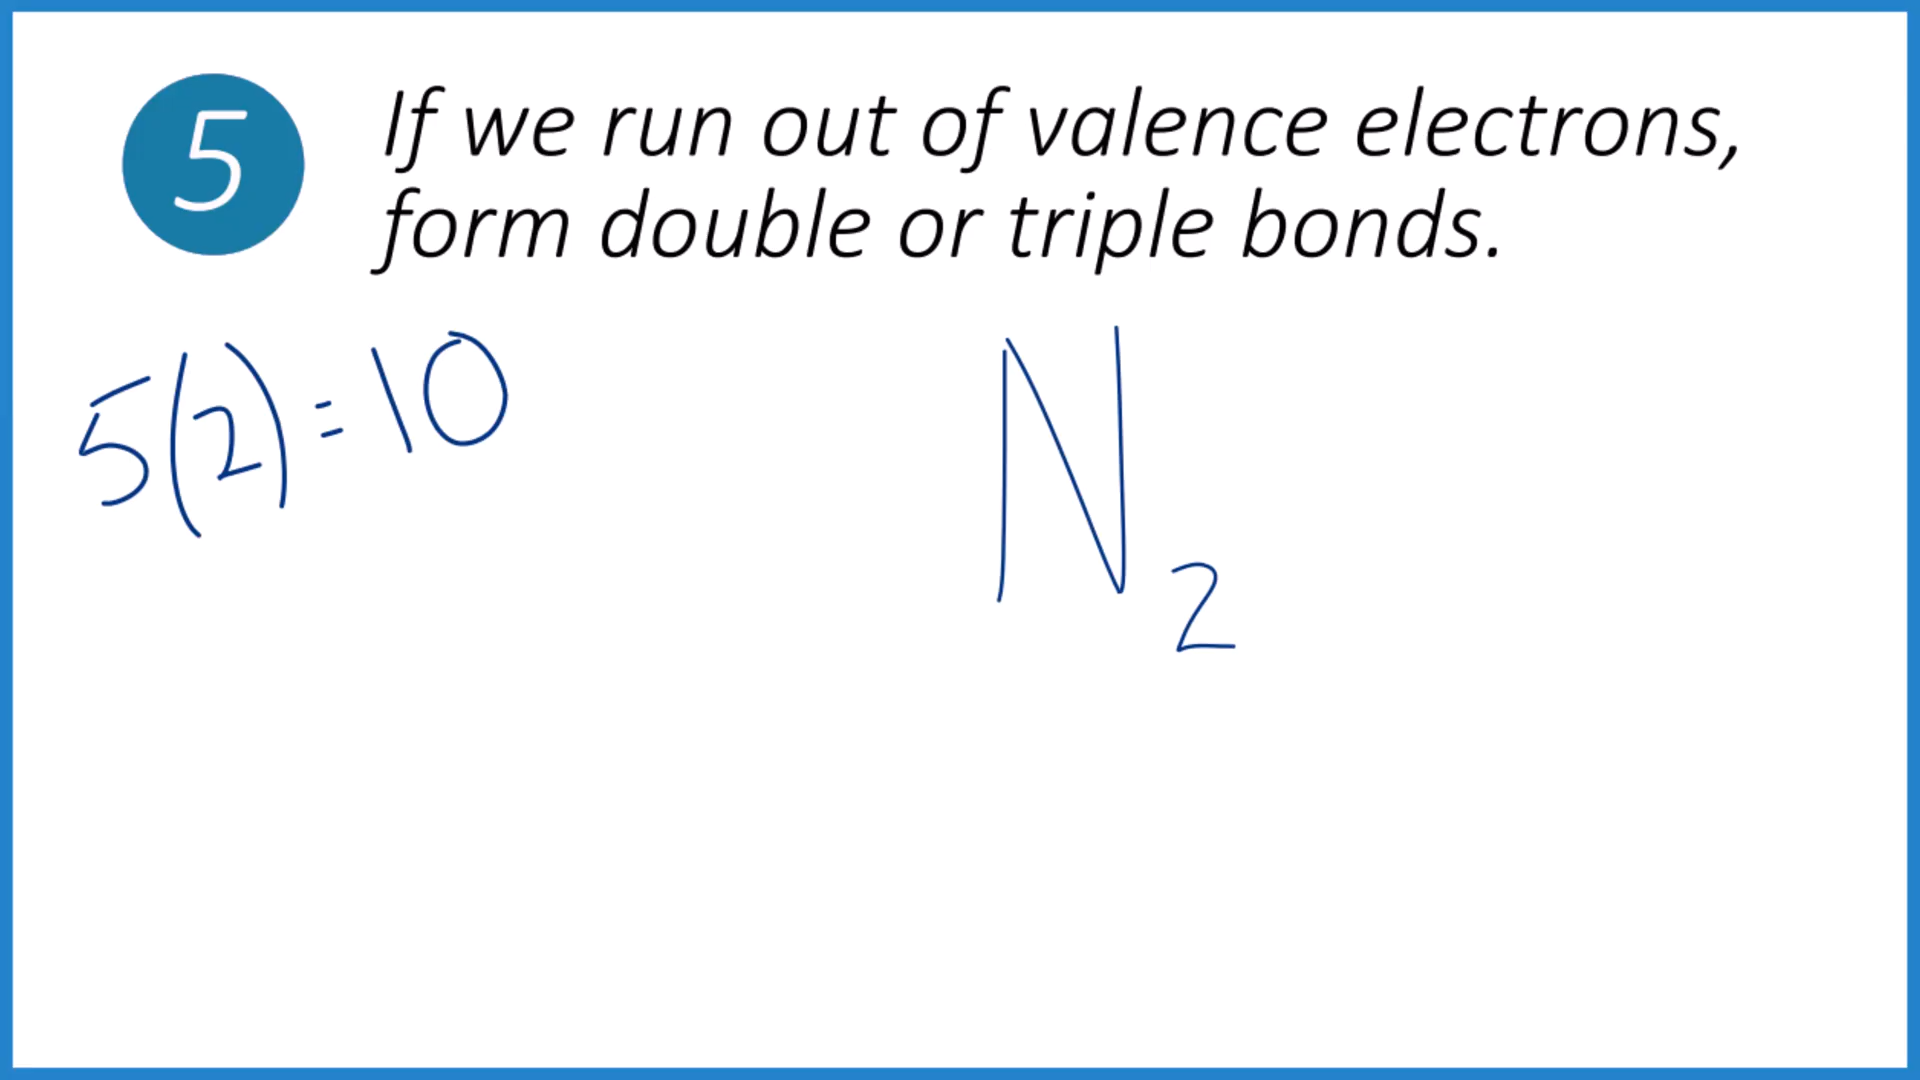 5
If we run out of valence electrons,
form double or triple bonds.
5(2)=10
N₂